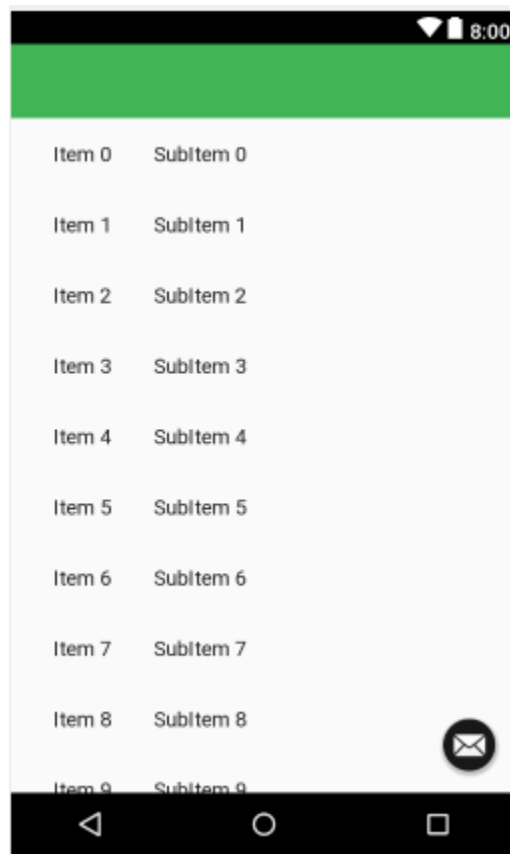 8:00
Item 0 SubItem 0
Item 1 SubItem 1
Item 2 SubItem 2
Item 3 SubItem 3
Item 4 SubItem 4
Item 5 SubItem 5
Item 6 SubItem 6
Item 7 SubItem 7
Item 8 SubItem 8
Item 9 SubItem 9